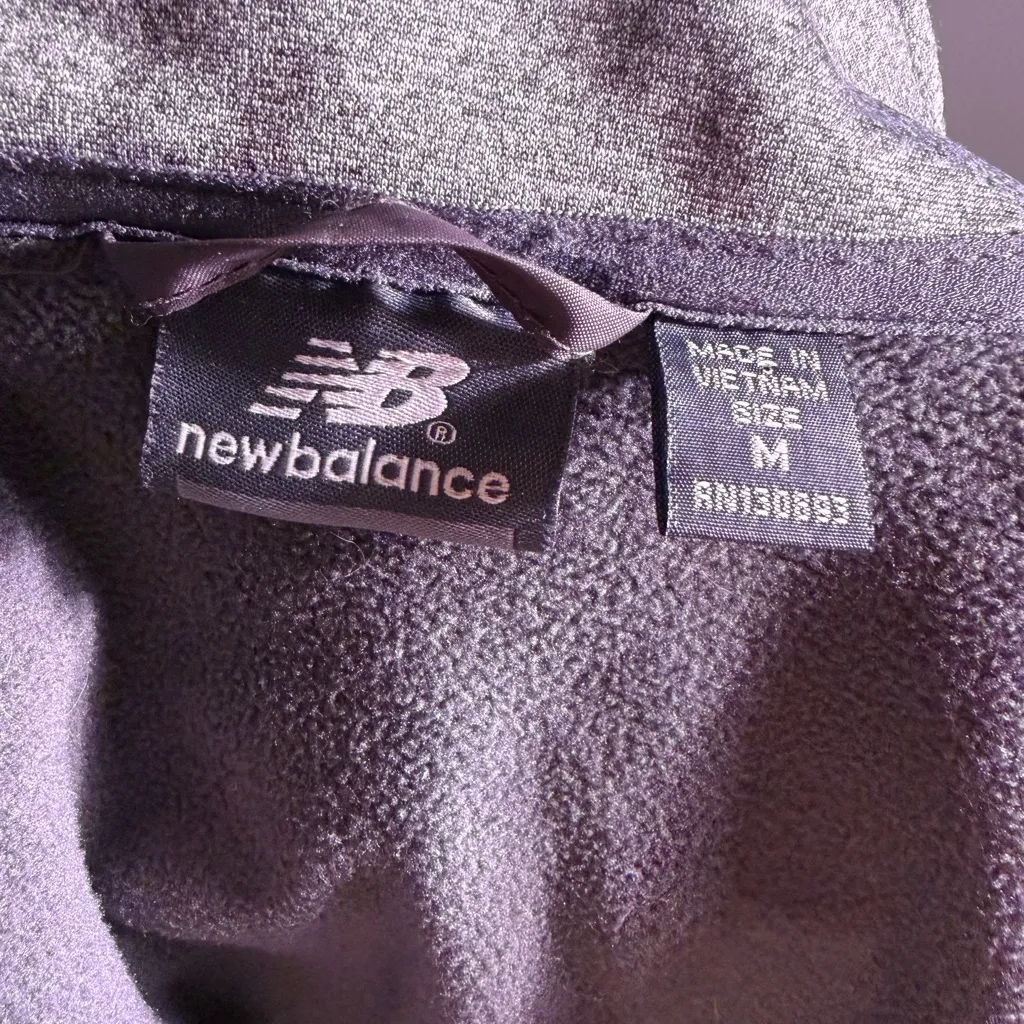 NB®
newbalance
MADE IN
VIETNAM
SIZE
M
RN130893